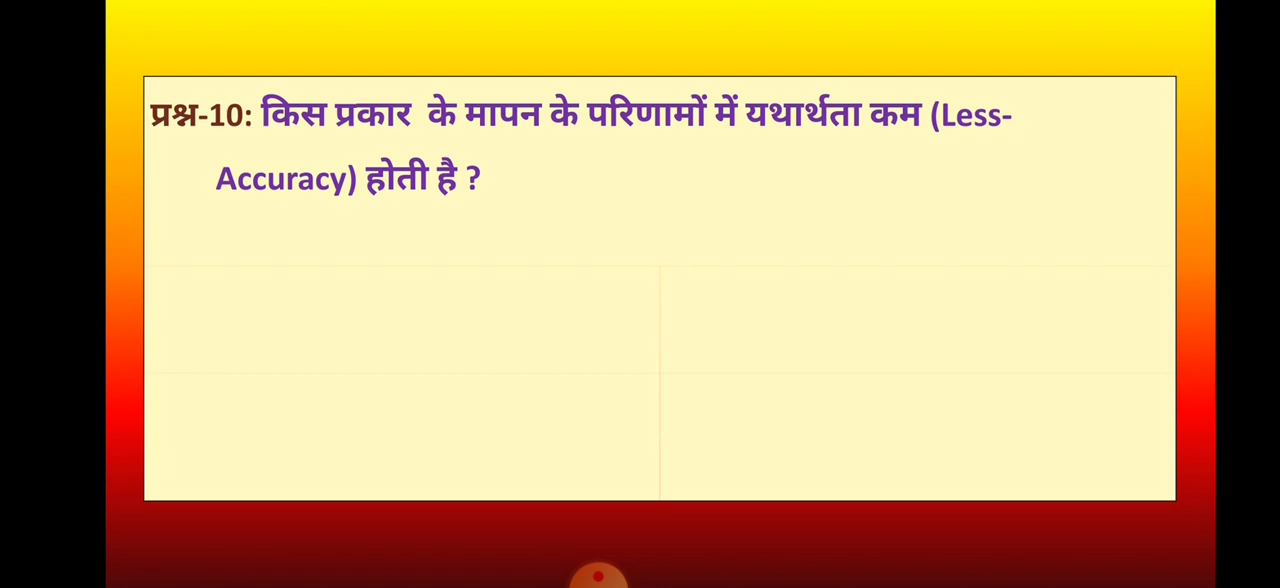 प्रश्न-10: किस प्रकार के मापन के परिणामों में यथार्थता कम (Less-
Accuracy) होती है ?